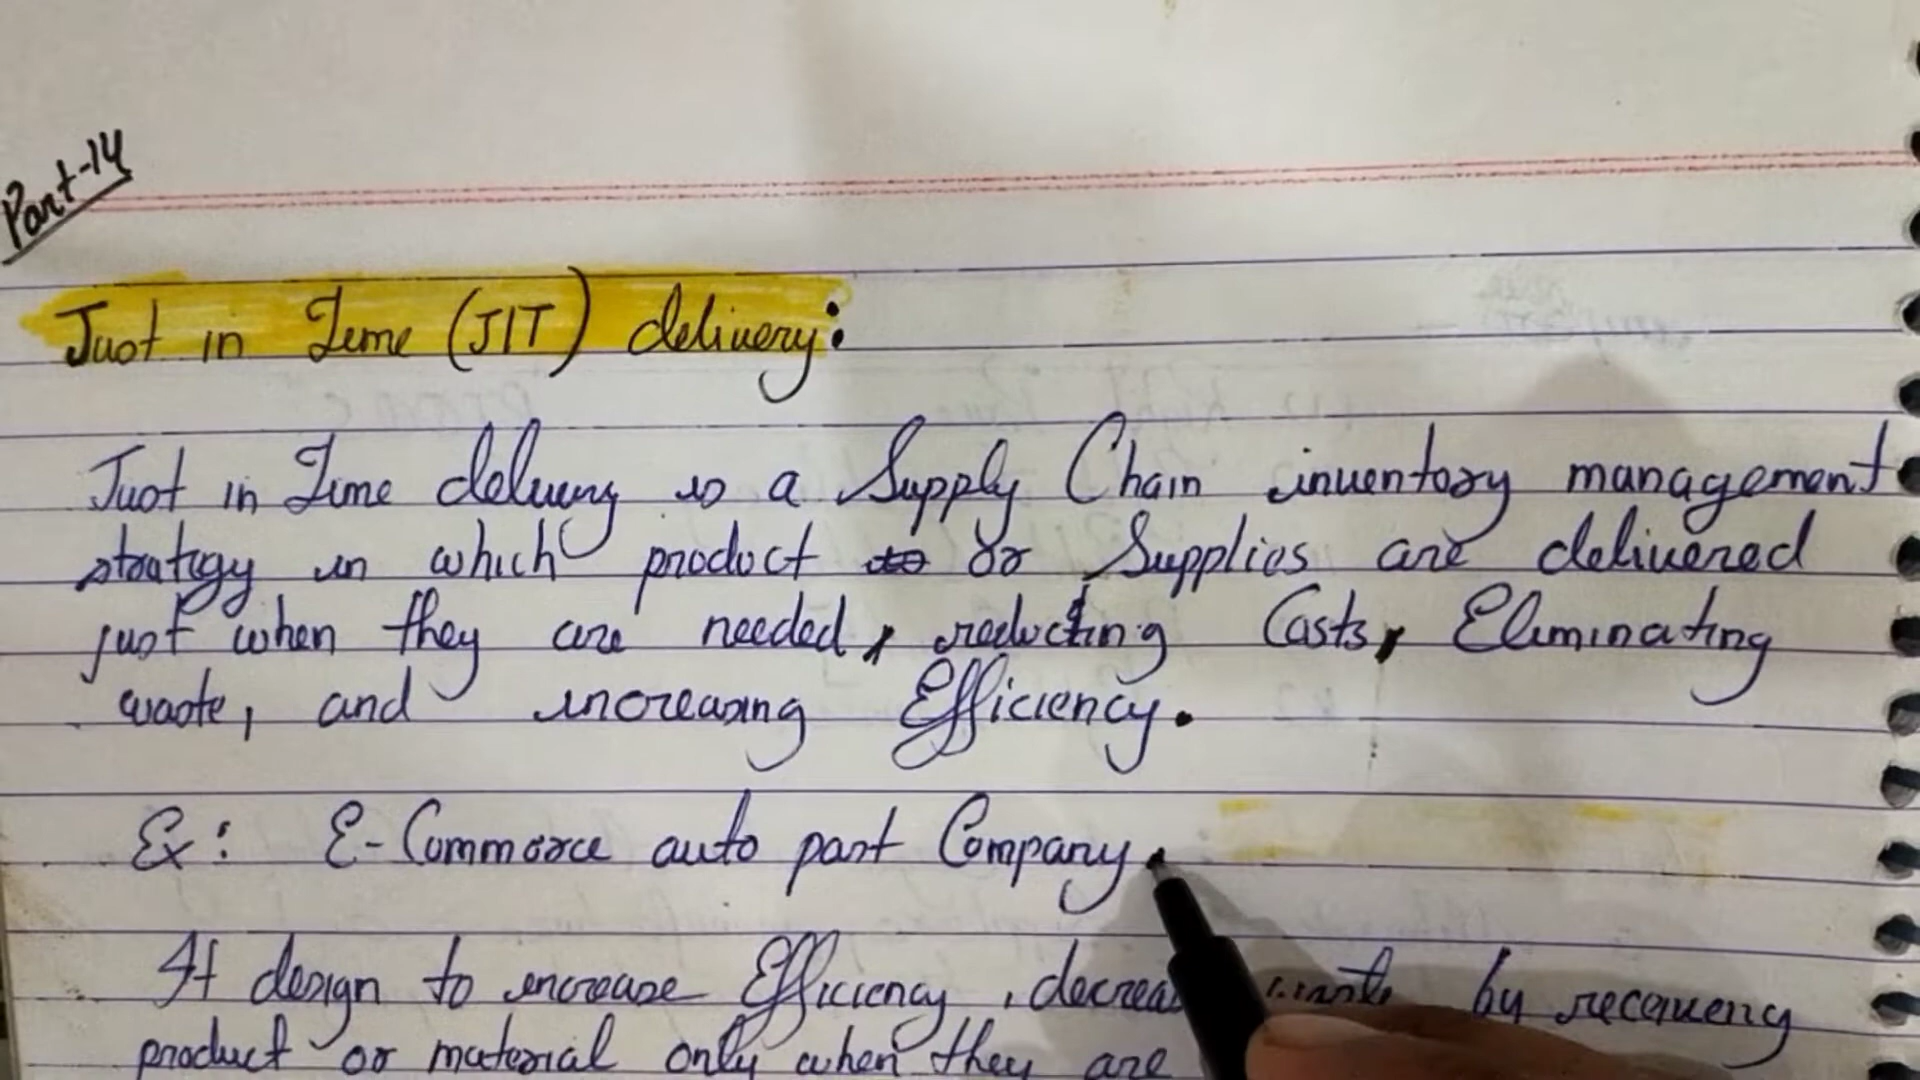 Part-14
Just in Time (JIT) delivery:
Just in Time delivery is a Supply Chain inventory management
strategy in which product or Supplies are delivered
just when they are needed, reducting Costs, Eliminating
waste, and increasing Efficiency.
Ex: E-Commorce auto part Company.
It design to increase Efficiency, decrea by
product or material only when they are